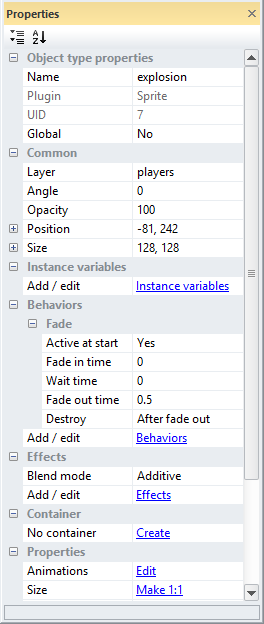 Properties
Object type properties
Name explosion
Plugin Sprite
UID 7
Global No
Common
Layer players
Angle 0
Opacity 100
Position -81, 242
Size 128, 128
Instance variables
Add / edit Instance variables
Behaviors
Fade
Active at start Yes
Fade in time 0
Wait time 0
Fade out time 0.5
Destroy After fade out
Add / edit Behaviors
Effects
Blend mode Additive
Add / edit Effects
Container
No container Create
Properties
Animations Edit
Size Make 1:1